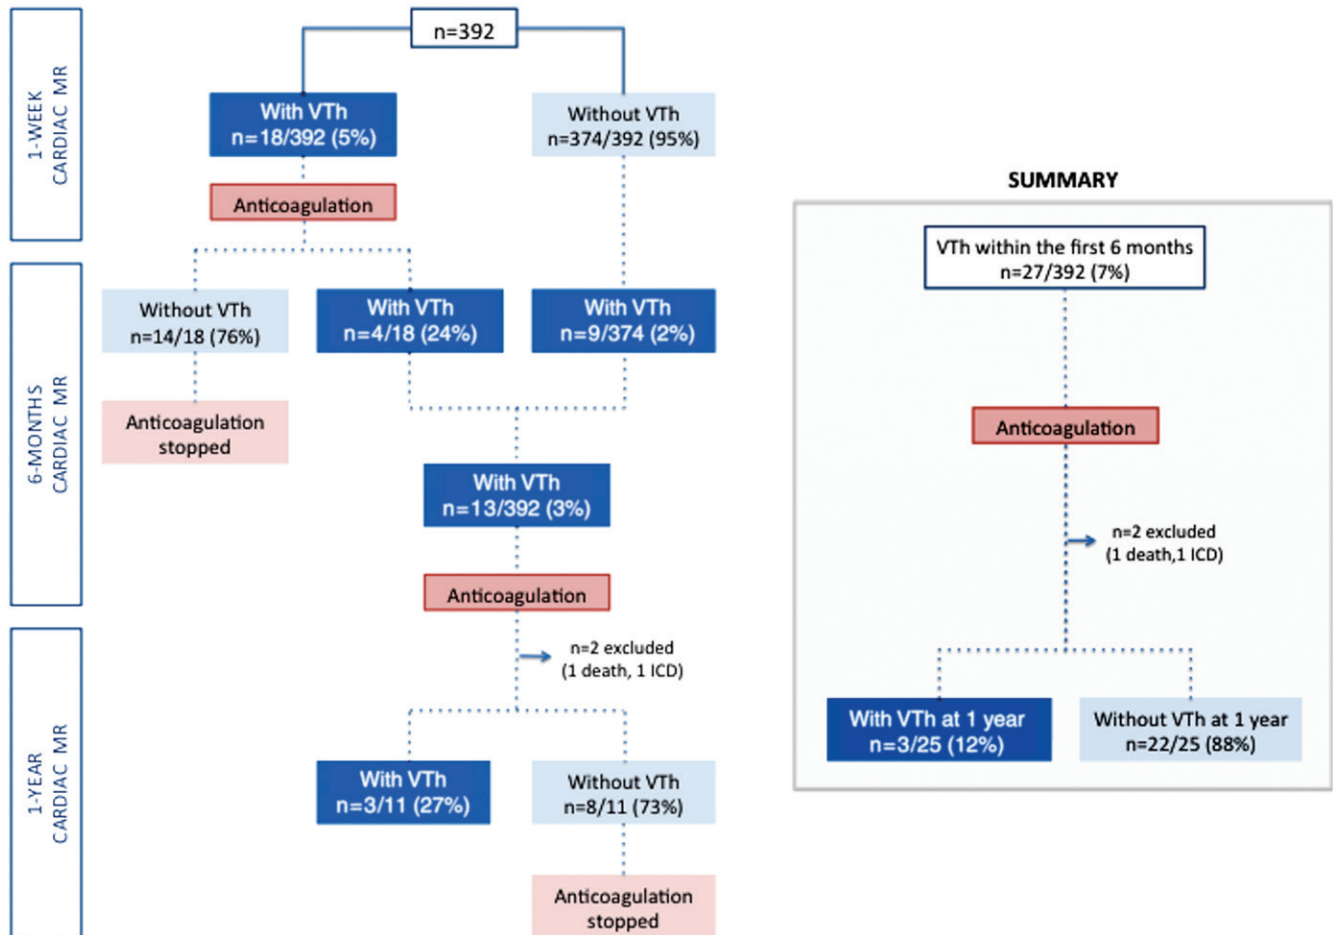 1-WEEK
CARDIAC MR
n=392
With VTh
n=18/392 (5%)
Without VTh
n=374/392 (95%)
Anticoagulation
6-MONTHS
CARDIAC MR
Without VTh
n=14/18 (76%)
With VTh
n=4/18 (24%)
With VTh
n=9/374 (2%)
Anticoagulation
stopped
With VTh
n=13/392 (3%)
Anticoagulation
1-YEAR
CARDIAC MR
n=2 excluded
(1 death, 1 ICD)
With VTh
n=3/11 (27%)
Without VTh
n=8/11 (73%)
Anticoagulation
stopped
SUMMARY
VTh within the first 6 months
n=27/392 (7%)
Anticoagulation
n=2 excluded
(1 death,1 ICD)
With VTh at 1 year
n=3/25 (12%)
Without VTh at 1 year
n=22/25 (88%)